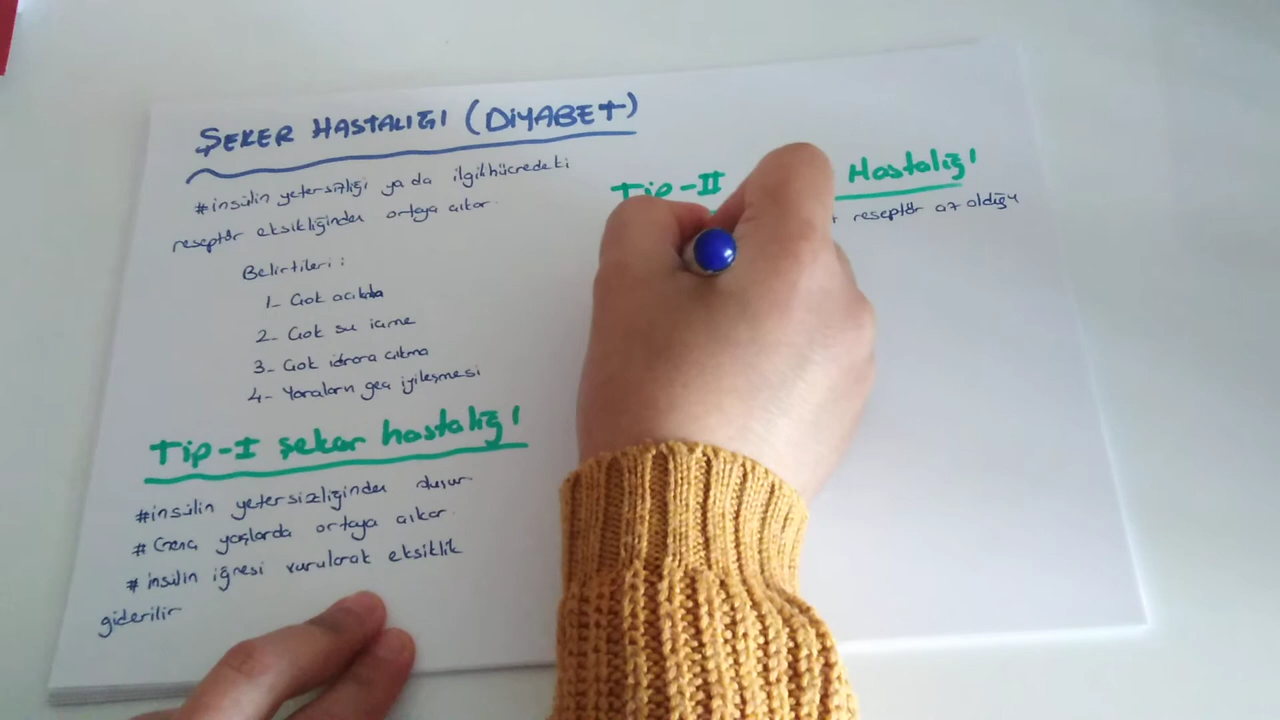 ŞEKER HASTALIĞI (DİYABET)
#insülin yetersizliği ya da ilgili hücredeki
reseptör eksikliğinden ortaya çıkar.
Belirtileri:
1- Çok acıkma
2- Çok su içme
3- Çok idrara çıkma
4- Yaraların geç iyileşmesi
Tip-I şeker hastalığı
#insülin yetersizliğinden
# Genç yaşlarda ortaya çıkar.
# insülin iğnesi vurularak eksiklik
giderilir
Tip-II Hastalığı
reseptör az olduğu